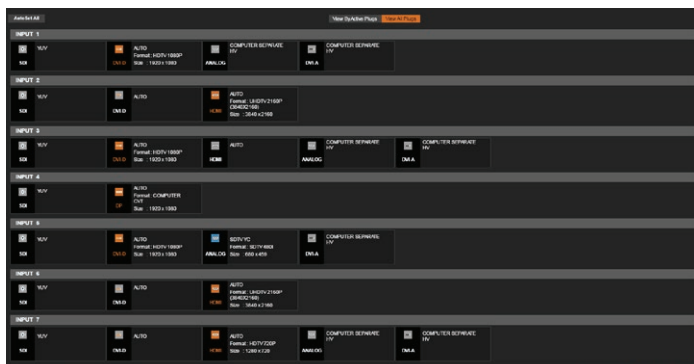 AutoSet All
View By Active Plugs
View All Plugs
INPUT 1
YUV
SDI
AUTO
Format : HDTV 1080P
Size : 1920 x 1080
DVI-D
COMPUTER SEPARATE
HV
ANALOG
COMPUTER SEPARATE
HV
DVI-A
INPUT 2
YUV
SDI
AUTO
DVI-D
AUTO
Format : UHDTV 2160P
(3840X2160)
Size : 3840 x 2160
HDMI
INPUT 3
YUV
SDI
AUTO
Format : HDTV 1080P
Size : 1920 x 1080
DVI-D
AUTO
HDMI
COMPUTER SEPARATE
HV
ANALOG
COMPUTER SEPARATE
HV
DVI-A
INPUT 4
YUV
SDI
AUTO
Format : COMPUTER
Size : 1920 x 1080
DP
INPUT 5
YUV
SDI
AUTO
Format : HDTV 1080P
Size : 1920 x 1080
DVI-D
SDTV YC
Format : SDTV 480I
ANALOG
COMPUTER SEPARATE
HV
DVI-A
INPUT 6
YUV
SDI
AUTO
DVI-D
AUTO
Format : UHDTV 2160P
(3840X2160)
Size : 3840 x 2160
HDMI
INPUT 7
YUV
SDI
AUTO
DVI-D
AUTO
Format : HDTV 720P
Size : 1280 x 720
HDMI
COMPUTER SEPARATE
HV
ANALOG
COMPUTER SEPARATE
HV
DVI-A